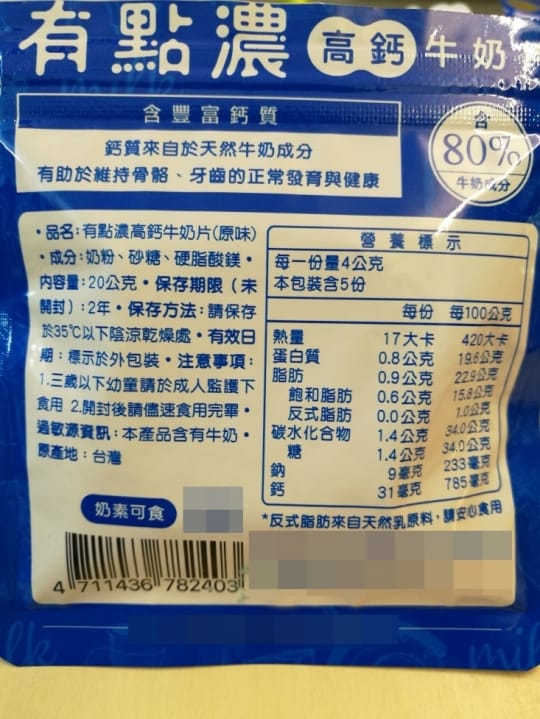 有點濃 高鈣牛奶
含豐富鈣質
鈣質來自於天然牛奶成分
有助於維持骨骼、牙齒的正常發育與健康
含
80%
牛奶成分
•品名:有點濃高鈣牛奶片(原味)
•成分:奶粉、砂糖、硬脂酸鎂•
內容量:20公克•保存期限(未
開封):2年•保存方法:請保存
於35℃以下陰涼乾燥處•有效日
期:標示於外包裝•注意事項:
1.三歲以下幼童請於成人監護下
食用 2.開封後請儘速食用完畢•
過敏源資訊:本產品含有牛奶•
原產地:台灣
營養標示
每一份量4公克
本包裝含5份
每份 每100公克
熱量 17大卡 420大卡
蛋白質 0.8公克 19.6公克
脂肪 0.9公克 22.9公克
飽和脂肪 0.6公克 15.8公克
反式脂肪 0.0公克 1.0公克
碳水化合物 1.4公克 34.0公克
糖 1.4公克 34.0公克
鈉 9毫克 233毫克
鈣 31毫克 785毫克
*反式脂肪來自天然乳原料,請安心食用
奶素可食
4 711436 782403